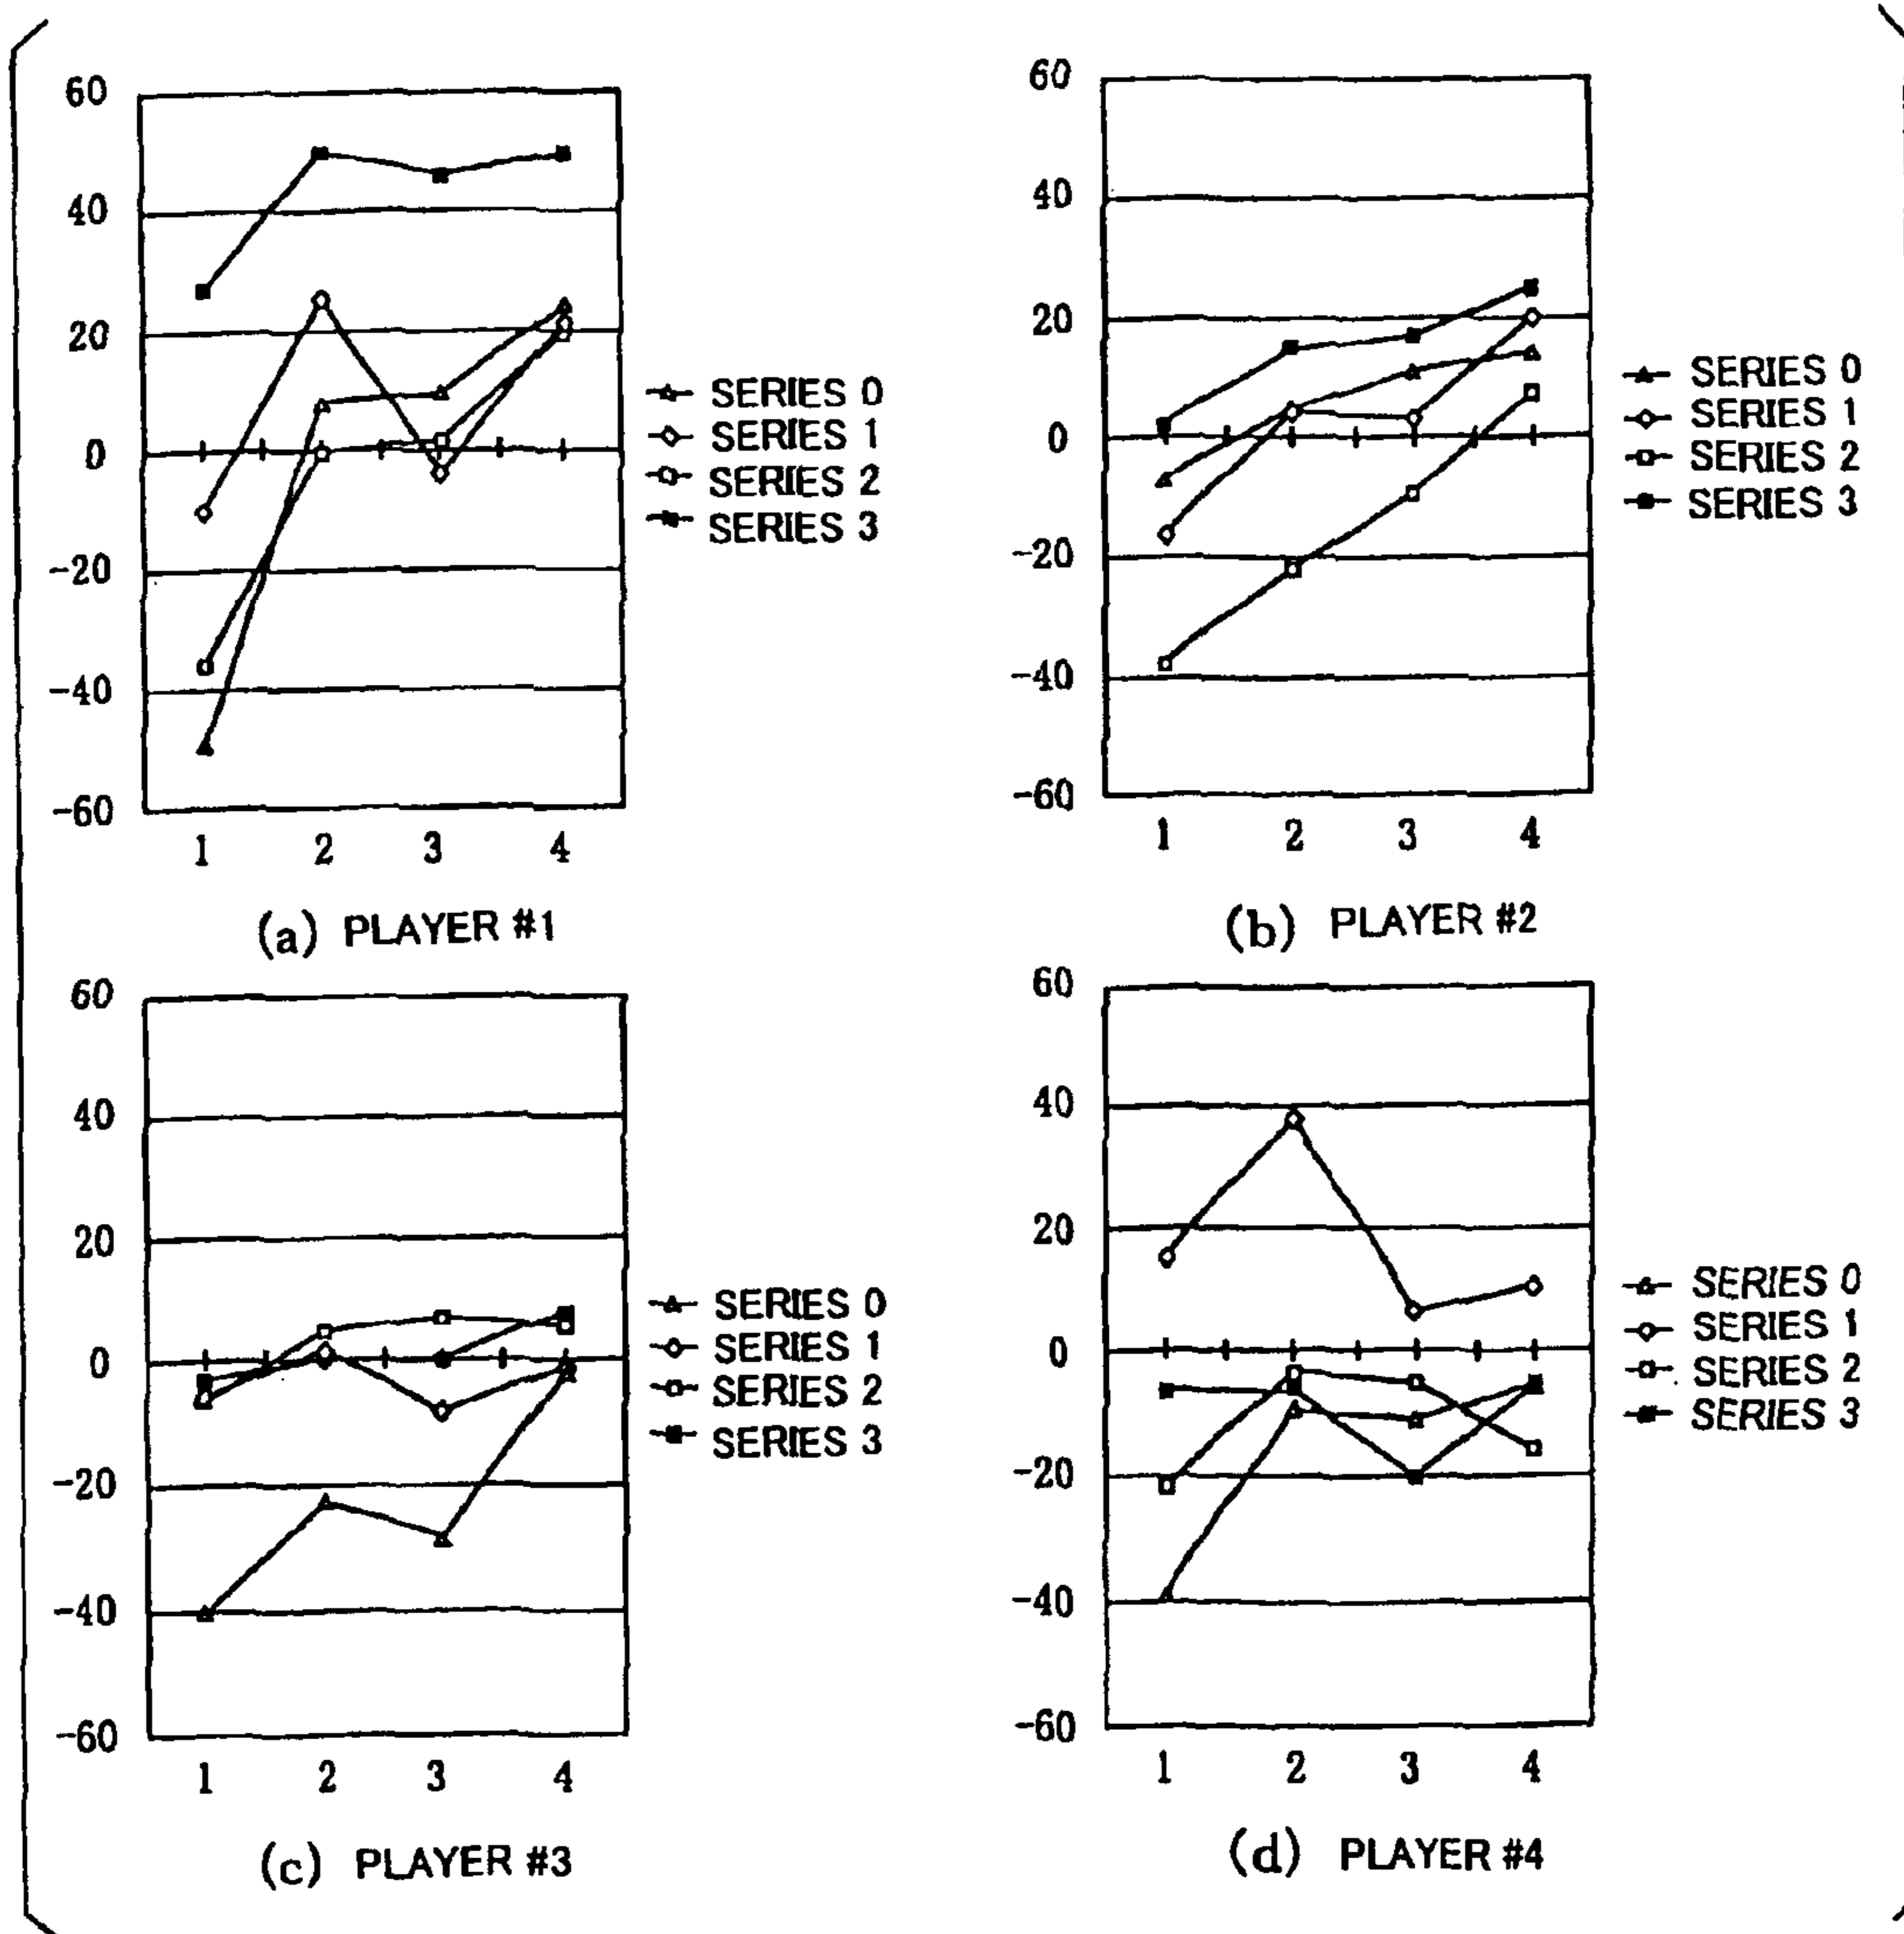 60
40
20
0
-20
-40
-60
1 2 3 4
SERIES 0
SERIES 1
SERIES 2
SERIES 3
(a) PLAYER #1
60
40
20
0
-20
-40
-60
1 2 3 4
SERIES 0
SERIES 1
SERIES 2
SERIES 3
(b) PLAYER #2
60
40
20
0
-20
-40
-60
1 2 3 4
SERIES 0
SERIES 1
SERIES 2
SERIES 3
(c) PLAYER #3
60
40
20
0
-20
-40
-60
1 2 3 4
SERIES 0
SERIES 1
SERIES 2
SERIES 3
(d) PLAYER #4